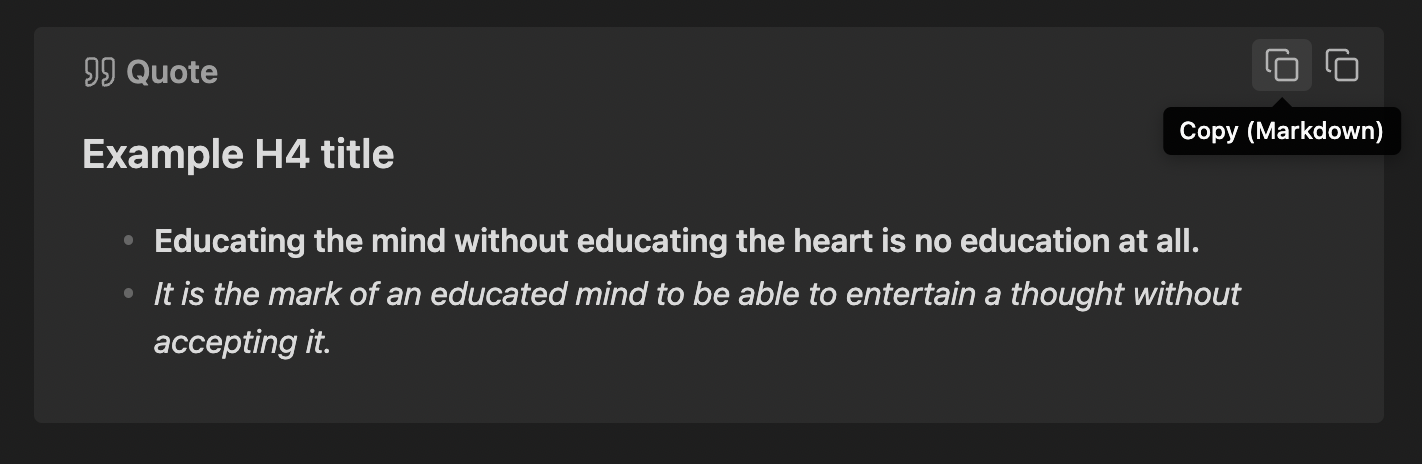 Quote
Copy (Markdown)
Example H4 title
Educating the mind without educating the heart is no education at all.
It is the mark of an educated mind to be able to entertain a thought without
accepting it.